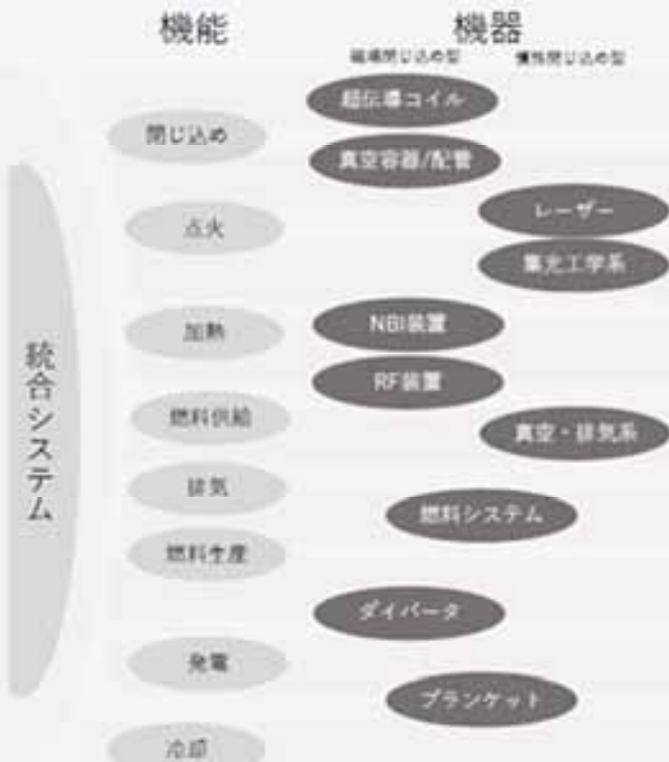 機能
機器
磁場閉じ込め型
慣性閉じ込め型
超伝導コイル
閉じ込め
真空容器/配管
レーザー
点火
集光工学系
NBI装置
加熱
RF装置
燃料供給
真空・排気系
排気
燃料システム
燃料生産
ダイバータ
発電
ブランケット
冷却
統合システム